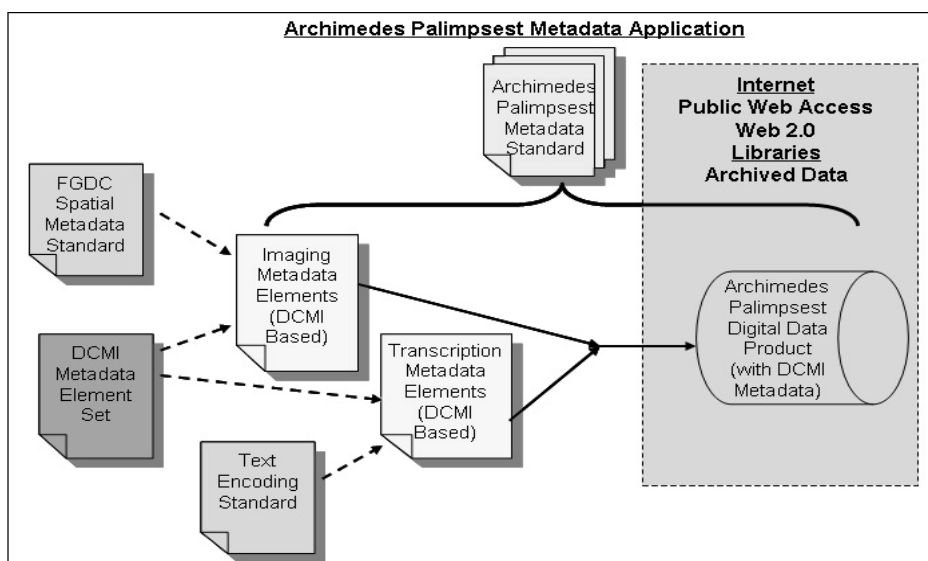 Archimedes Palimpsest Metadata Application
Archimedes
Palimpsest
Metadata
Standard
Internet
Public Web Access
Web 2.0
Libraries
Archived Data
FGDC
Spatial
Metadata
Standard
Imaging
Metadata
Elements
(DCMI
Based)
DCMI
Metadata
Element
Set
Transcription
Metadata
Elements
(DCMI
Based)
Text
Encoding
Standard
Archimedes
Palimpsest
Digital Data
Product
(with DCMI
Metadata)